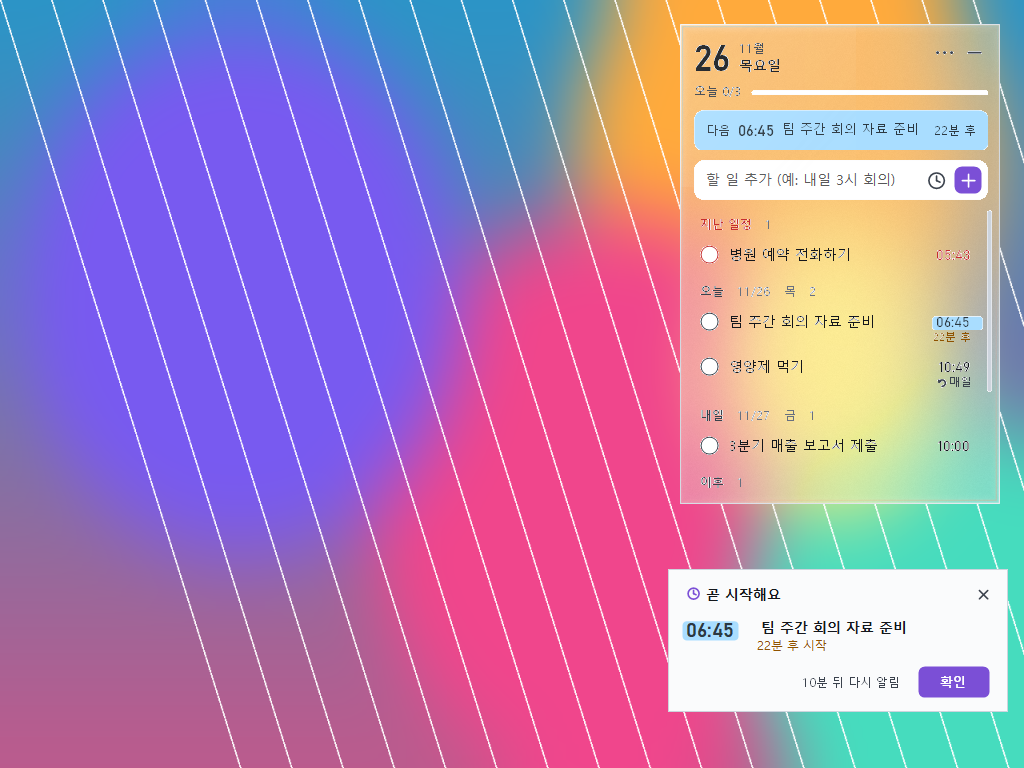 26 11월
목요일
오늘 0/3
다음 06:45 팀 주간 회의 자료 준비 22분 후
할 일 추가 (예: 내일 3시 회의)
지난 일정 1
병원 예약 전화하기 05:48
오늘 11/26 목 2
팀 주간 회의 자료 준비 06:45
22분 후
영양제 먹기 10:49
매일
내일 11/27 금 1
3분기 매출 보고서 제출 10:00
이후 1
곧 시작해요
06:45 팀 주간 회의 자료 준비
22분 후 시작
10분 뒤 다시 알림 확인